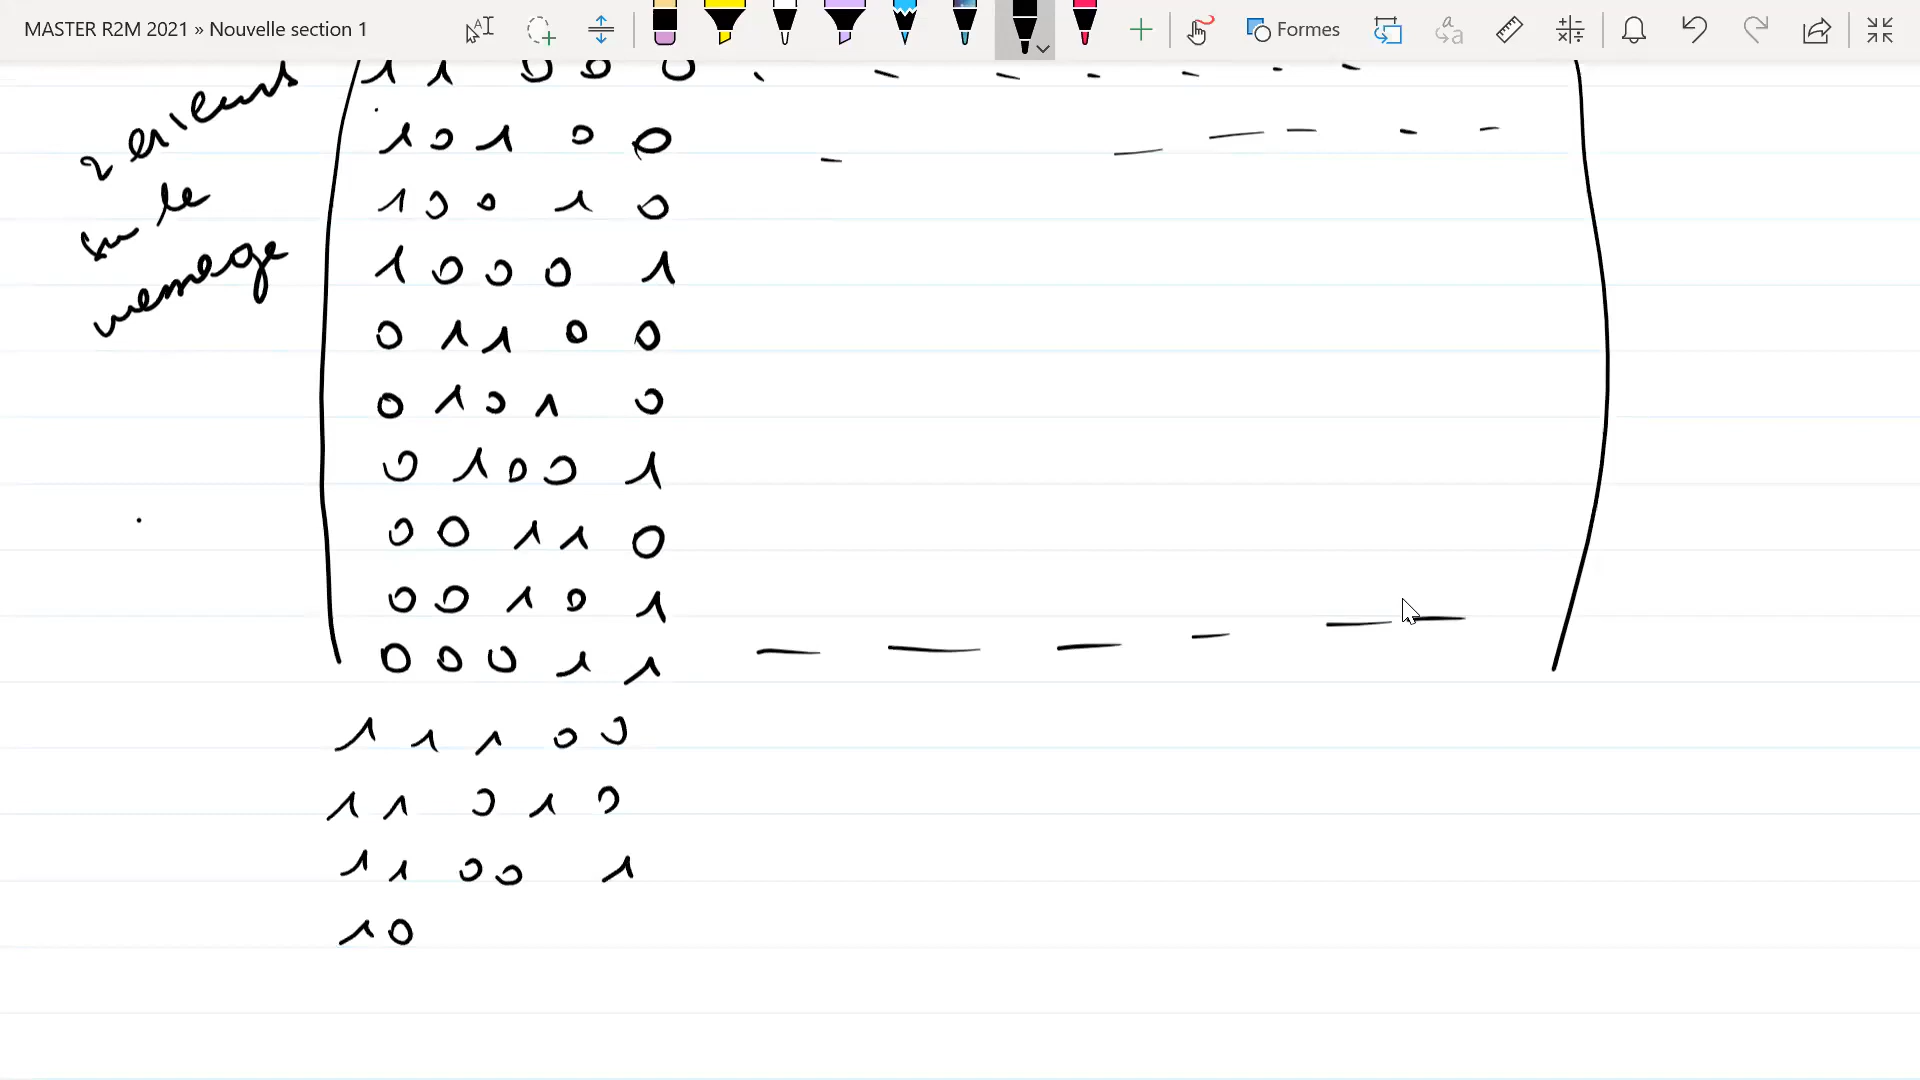 MASTER R2M 2021 » Nouvelle section 1
Formes
2 erreurs
sur le
message
1 1 0 0 0 . - - - - - -
1 0 1 0 0 - — — — - -
1 0 0 1 0
1 0 0 0 1
0 1 1 0 0
0 1 0 1 0
0 1 0 0 1
0 0 1 1 0
0 0 1 0 1
0 0 0 1 1 — — — - — —
1 1 1 0 0
1 1 0 1 0
1 1 0 0 1
1 0